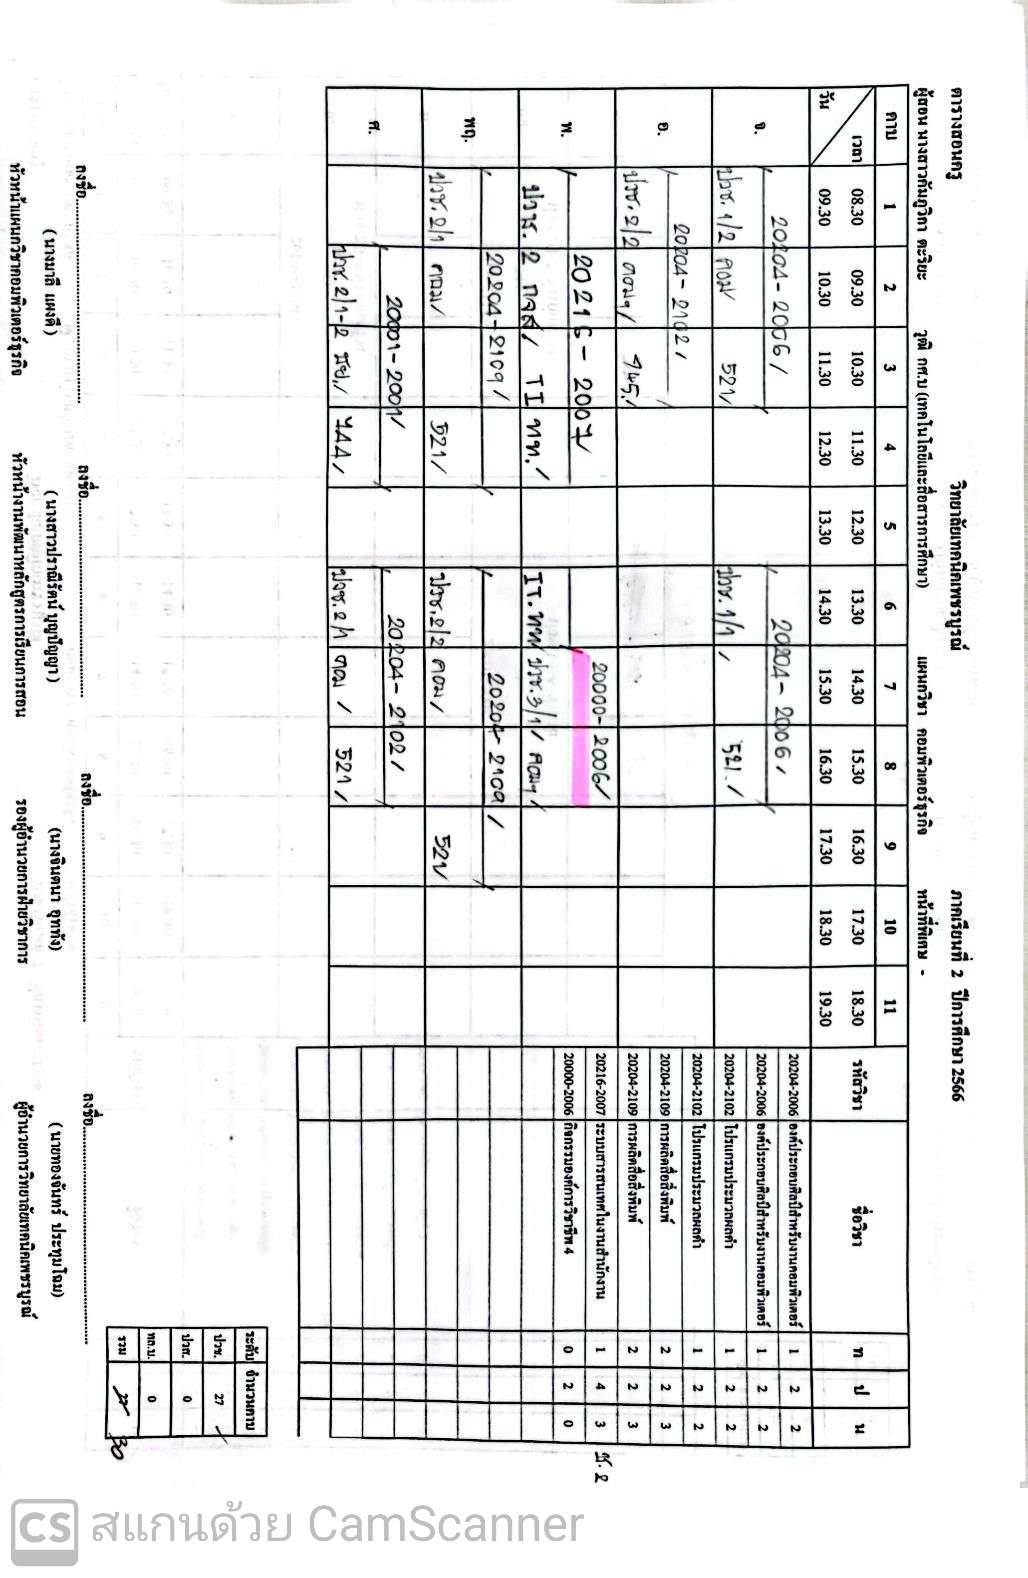 ตารางสอนครู วิทยาลัยเทคนิคเพชรบูรณ์ ภาคเรียนที่ 2 ปีการศึกษา 2566
ผู้สอน นางสาวกัมภูวิกา ตะริยะ วุฒิ กศ.บ (เทคโนโลยีและสื่อสารการศึกษา) แผนกวิชา คอมพิวเตอร์ธุรกิจ หน้าที่พิเศษ -
คาบ 1 2 3 4 5 6 7 8 9 10 11 รหัสวิชา ชื่อวิชา ท ป น
เวลา 08.30 09.30 10.30 11.30 12.30 13.30 14.30 15.30 16.30 17.30 18.30
วัน 09.30 10.30 11.30 12.30 13.30 14.30 15.30 16.30 17.30 18.30 19.30
จ.
20204-2006 20204-2006
ปวช. 1/2 คอม 521 ปวช. 1/1 521
อ.
20204-2102
ปวช. 2/2 คอมฯ 945
พ.
20216-2007 20000-2006
ปวช. 2 กจส IT ทท. IT. ทท ปวช. 3/1 คอมฯ
พฤ.
20204-2109 20204-2109
ปวช. 2/1 คอม 521 ปวช. 2/2 คอม 521
ศ.
20001-2001 20204-2102
ปวช. 2/1-2 ปวช. 2/1 คอม 521
20204-2006 องค์ประกอบศิลป์สำหรับงานคอมพิวเตอร์ 1 2 2
20204-2006 องค์ประกอบศิลป์สำหรับงานคอมพิวเตอร์ 1 2 2
20204-2102 โปรแกรมประมวลผลคำ 1 2 2
20204-2102 โปรแกรมประมวลผลคำ 1 2 2
20204-2109 การผลิตสื่อสิ่งพิมพ์ 2 2 3
20204-2109 การผลิตสื่อสิ่งพิมพ์ 2 2 3
20216-2007 ระบบสารสนเทศในงานสำนักงาน 1 4 3 ช. 2
20000-2006 กิจกรรมองค์การวิชาชีพ 4 0 2 0
ระดับ จำนวนคาบ
ปวช. 27
ปวส. 0
ทล.บ. 0
รวม 27 30
ลงชื่อ ลงชื่อ ลงชื่อ ลงชื่อ
( นางมาลี แผงดี ) ( นางสาวปราณีรัตน์ บุญปัญญา ) (นางจินตนา อุททัง) ( นายทองจันทร์ ประทุมโฉม)
หัวหน้าแผนกวิชาคอมพิวเตอร์ธุรกิจ หัวหน้างานพัฒนาหลักสูตรการเรียนการสอน รองผู้อำนวยการฝ่ายวิชาการ ผู้อำนวยการวิทยาลัยเทคนิคเพชรบูรณ์
CS สแกนด้วย CamScanner